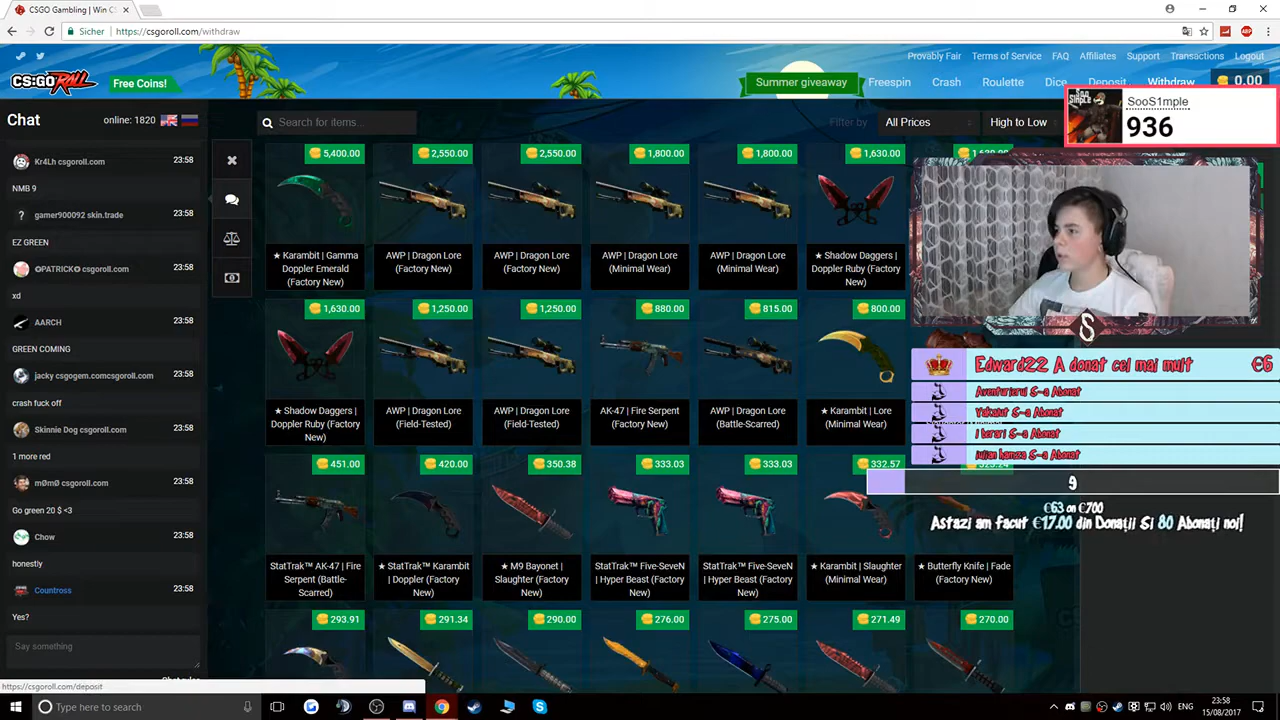 CSGO Gambling | Win CS
Sicher
https://csgoroll.com/withdraw
Provably Fair
Terms of Service
FAQ
Affiliates
Support
Transactions
Logout
CS:GO ROLL
Free Coins!
Summer giveaway
Freespin
Crash
Roulette
Dice
Deposit
Withdraw
0.00
SooS1mple
936
Chat
online: 1820
Search for items...
Filter by
All Prices
High to Low
Kr4Lh csgoroll.com
23:58
NMB 9
gamer900092 skin.trade
23:58
EZ GREEN
✪PATRICK✪ csgoroll.com
23:58
xd
AARCH
23:58
GREEN COMING
jacky csgogem.comcsgoroll.com
23:58
crash fuck off
Skinnie Dog csgoroll.com
23:58
1 more red
mØmØ csgoroll.com
23:58
Go green 20 $ <3
Chow
23:58
honestly
Countross
23:58
Yes?
Say something
https://csgoroll.com/deposit
5,400.00
2,550.00
2,550.00
1,800.00
1,800.00
1,630.00
★ Karambit | Gamma
Doppler Emerald
(Factory New)
AWP | Dragon Lore
(Factory New)
AWP | Dragon Lore
(Factory New)
AWP | Dragon Lore
(Minimal Wear)
AWP | Dragon Lore
(Minimal Wear)
★ Shadow Daggers |
Doppler Ruby (Factory
New)
1,630.00
1,250.00
1,250.00
880.00
815.00
800.00
★ Shadow Daggers |
Doppler Ruby (Factory
New)
AWP | Dragon Lore
(Field-Tested)
AWP | Dragon Lore
(Field-Tested)
AK-47 | Fire Serpent
(Factory New)
AWP | Dragon Lore
(Battle-Scarred)
★ Karambit | Lore
(Minimal Wear)
451.00
420.00
350.38
333.03
333.03
332.57
StatTrak™ AK-47 | Fire
Serpent (Battle-
Scarred)
★ StatTrak™ Karambit
| Doppler (Factory
New)
★ M9 Bayonet |
Slaughter (Factory
New)
StatTrak™ Five-SeveN
| Hyper Beast (Factory
New)
StatTrak™ Five-SeveN
| Hyper Beast (Factory
New)
★ Karambit | Slaughter
(Minimal Wear)
★ Butterfly Knife | Fade
(Factory New)
293.91
291.34
290.00
276.00
275.00
271.49
270.00
S
Edward22 A donat cel mai mult
€6
Aventurierul S-a Abonat
Yakuut S-a Abonat
I berari S-a Abonat
Iulian hamza S-a Abonat
9
€63 on €700
Astazi am facut €17.00 din Donații Si 80 Abonați noi!
Type here to search
23:58
15/08/2017